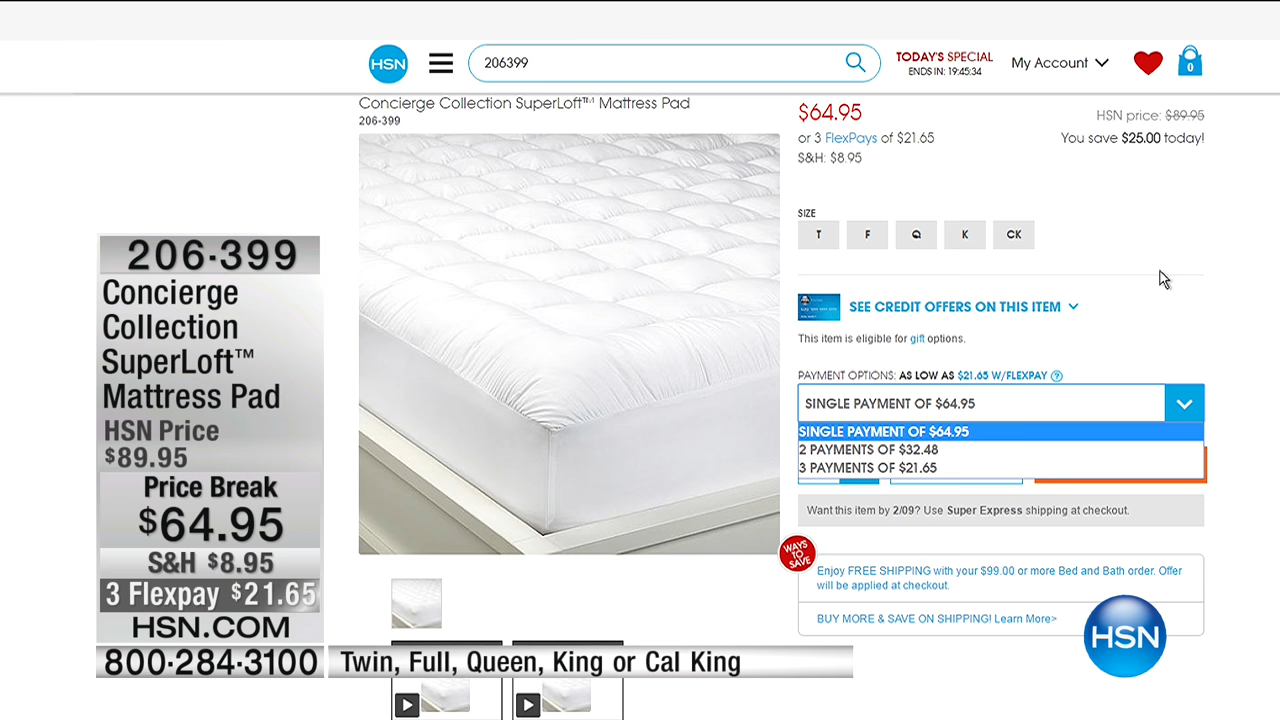 HSN
206399
TODAY'S SPECIAL
ENDS IN: 19:45:34
My Account
0
Concierge Collection SuperLoft™ Mattress Pad
206-399
$64.95
HSN price: $89.95
or 3 FlexPays of $21.65
You save $25.00 today!
S&H: $8.95
SIZE
T F Q K CK
SEE CREDIT OFFERS ON THIS ITEM
This item is eligible for gift options.
PAYMENT OPTIONS: AS LOW AS $21.65 W/FLEXPAY ?
SINGLE PAYMENT OF $64.95
SINGLE PAYMENT OF $64.95
2 PAYMENTS OF $32.48
3 PAYMENTS OF $21.65
Want this item by 2/09? Use Super Express shipping at checkout.
WAYS
TO
SAVE
Enjoy FREE SHIPPING with your $99.00 or more Bed and Bath order. Offer
will be applied at checkout.
BUY MORE & SAVE ON SHIPPING! Learn More>
206-399
Concierge
Collection
SuperLoft™
Mattress Pad
HSN Price
$89.95
Price Break
$64.95
S&H $8.95
3 Flexpay $21.65
HSN.COM
800-284-3100
Twin, Full, Queen, King or Cal King
HSN